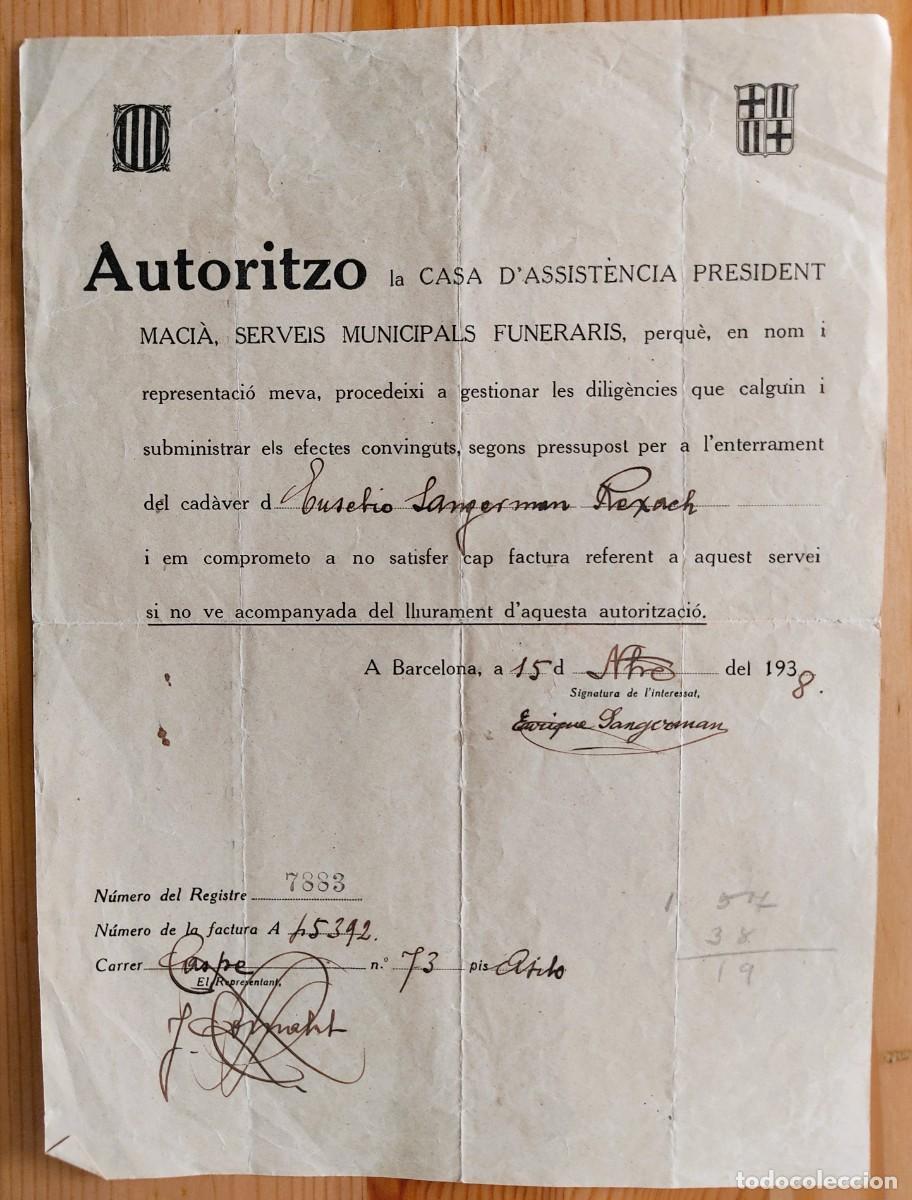 Autoritzo la CASA D'ASSISTÈNCIA PRESIDENT
MACIÀ, SERVEIS MUNICIPALS FUNERARIS, perquè, en nom i
representació meva, procedeixi a gestionar les diligències que calguin i
subministrar els efectes convinguts, segons pressupost per a l'enterrament
del cadàver d Eusebio Sangerman Rexach
i em comprometo a no satisfer cap factura referent a aquest servei
si no ve acompanyada del lliurament d'aquesta autorització.
A Barcelona, a 15 d Nbre del 1938.
Signatura de l'interessat,
Enrique Sangerman
Número del Registre 7883
Número de la factura A 45392.
Carrer Caspe n.º 73 pis Asilo
El Representant,
J.
1 57
38
19
todocoleccion